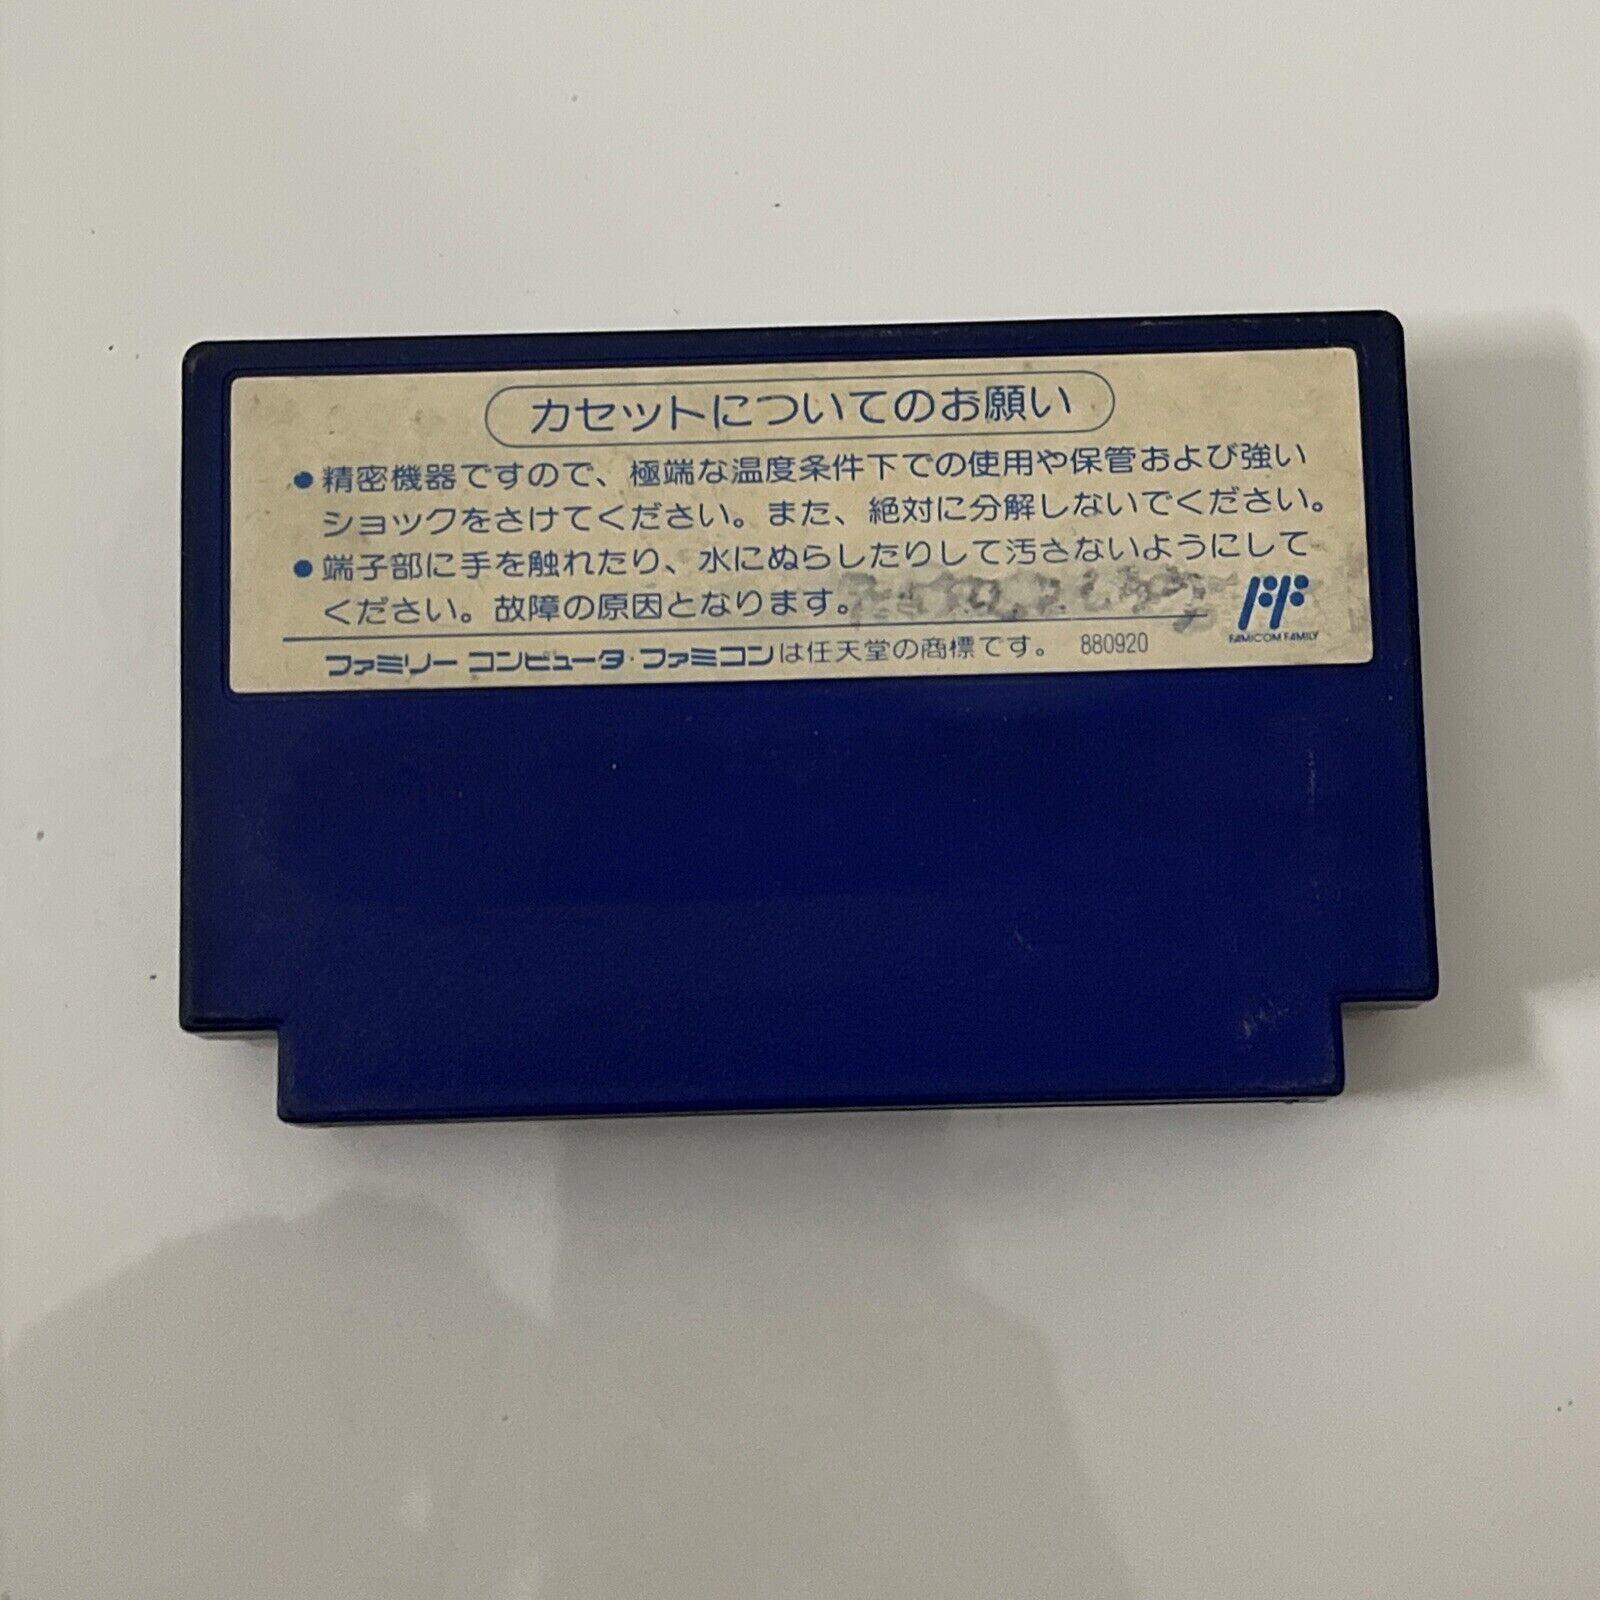 カセットについてのお願い
●精密機器ですので、極端な温度条件下での使用や保管および強い
ショックをさけてください。また、絶対に分解しないでください。
●端子部に手を触れたり、水にぬらしたりして汚さないようにして
ください。故障の原因となります。
FF
FAMICOM FAMILY
ファミリー コンピュータ・ファミコンは任天堂の商標です。 880920